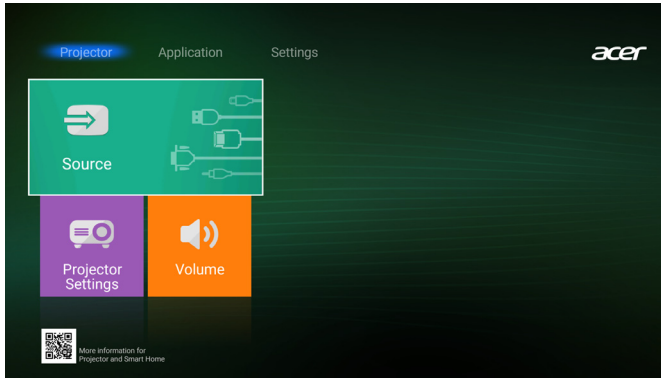 Projector
Application
Settings
acer
Source
Projector
Settings
Volume
More information for
Projector and Smart Home